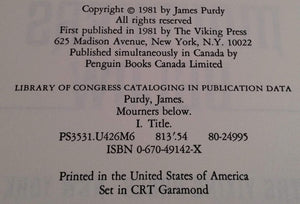 Copyright © 1981 by James Purdy
All rights reserved
First published in 1981 by The Viking Press
625 Madison Avenue, New York, N.Y. 10022
Published simultaneously in Canada by
Penguin Books Canada Limited
LIBRARY OF CONGRESS CATALOGING IN PUBLICATION DATA
Purdy, James.
Mourners below.
I. Title.
PS3531.U426M6 813'.54 80-24995
ISBN 0-670-49142-X
Printed in the United States of America
Set in CRT Garamond